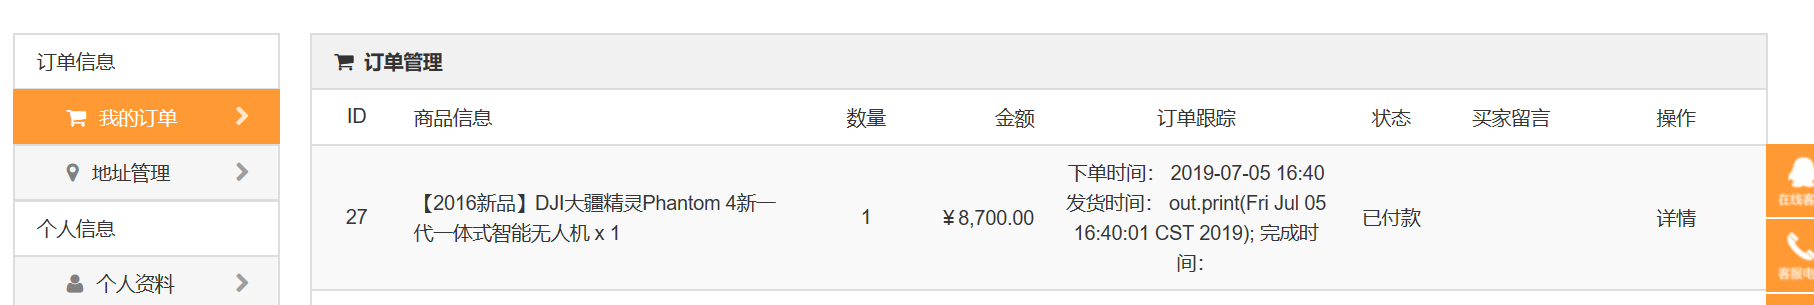 订单信息
我的订单
地址管理
个人信息
个人资料
订单管理
ID 商品信息 数量 金额 订单跟踪 状态 买家留言 操作
27
【2016新品】DJI大疆精灵Phantom 4新一
代一体式智能无人机 x 1
1
¥8,700.00
下单时间： 2019-07-05 16:40
发货时间： out.print(Fri Jul 05
16:40:01 CST 2019); 完成时
间：
已付款
详情
在线客
客服电